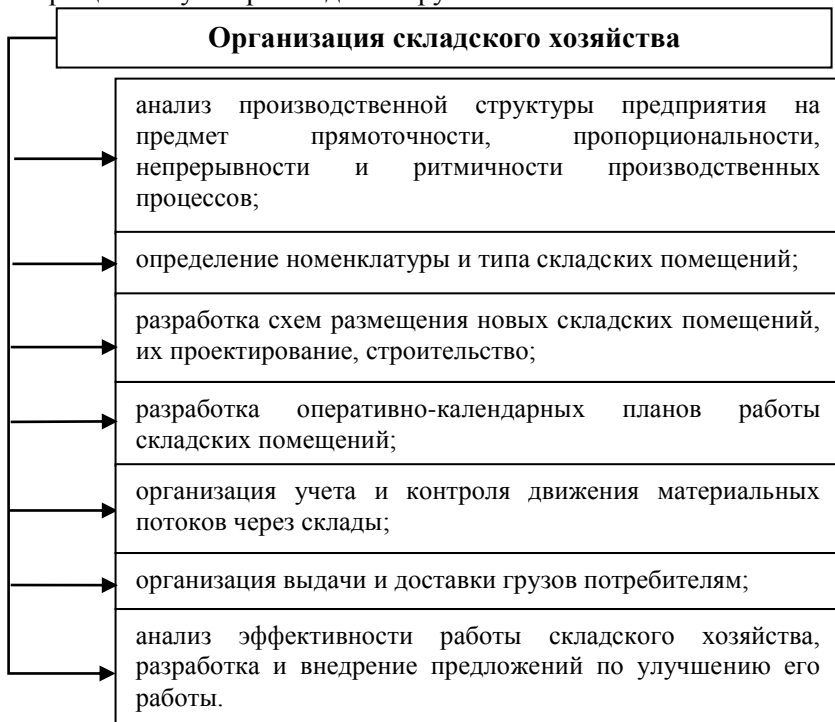 Организация складского хозяйства
анализ производственной структуры предприятия на
предмет прямоточности, пропорциональности,
непрерывности и ритмичности производственных
процессов;
определение номенклатуры и типа складских помещений;
разработка схем размещения новых складских помещений,
их проектирование, строительство;
разработка оперативно-календарных планов работы
складских помещений;
организация учета и контроля движения материальных
потоков через склады;
организация выдачи и доставки грузов потребителям;
анализ эффективности работы складского хозяйства,
разработка и внедрение предложений по улучшению его
работы.